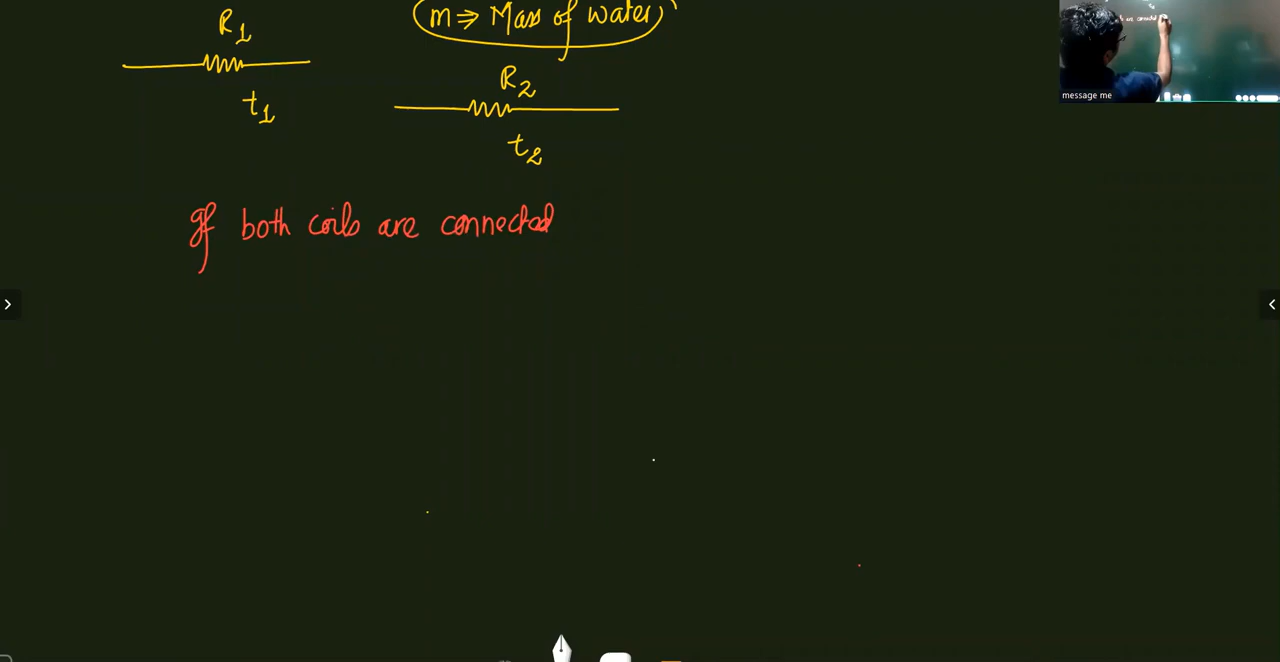 R1
(m ⇒ Mass of water)
R2
t1
t2
If both coils are connected
message me